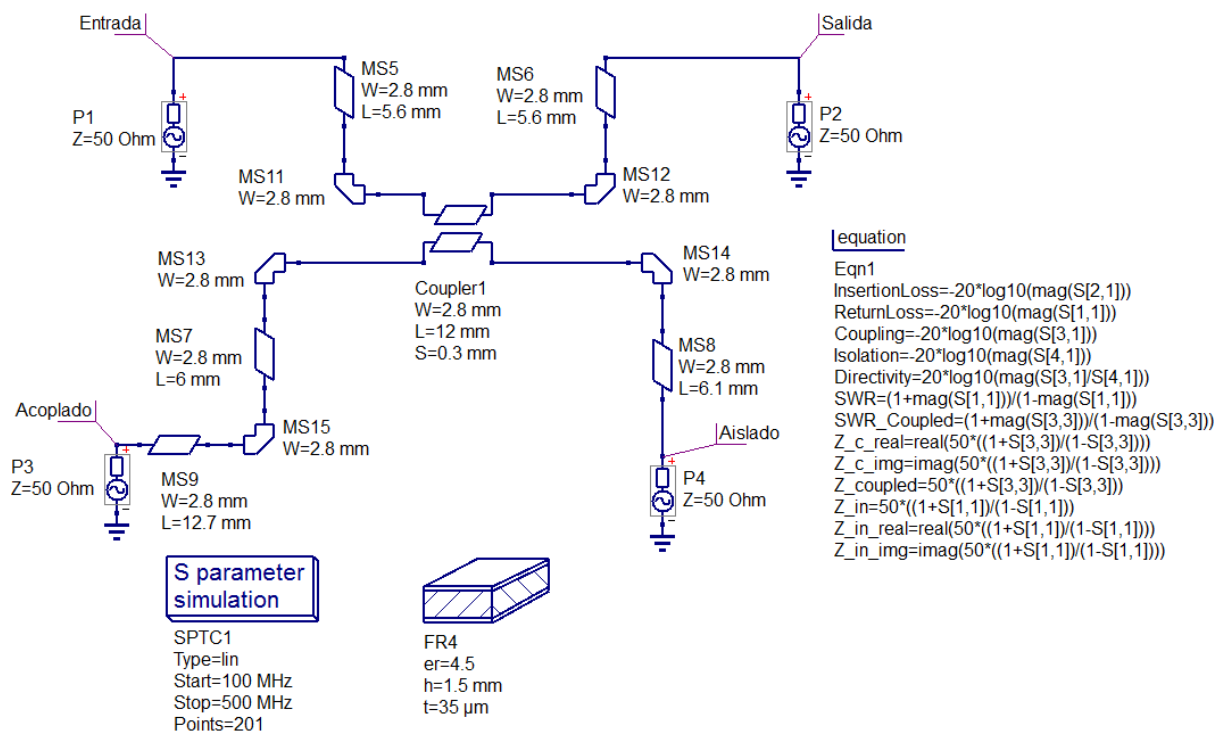 Entrada
Salida
MS5
W=2.8 mm
L=5.6 mm
MS6
W=2.8 mm
L=5.6 mm
P1
Z=50 Ohm
P2
Z=50 Ohm
MS11
W=2.8 mm
MS12
W=2.8 mm
MS13
W=2.8 mm
MS14
W=2.8 mm
Coupler1
W=2.8 mm
L=12 mm
S=0.3 mm
MS7
W=2.8 mm
L=6 mm
MS8
W=2.8 mm
L=6.1 mm
Acoplado
MS15
W=2.8 mm
Aislado
P3
Z=50 Ohm
MS9
W=2.8 mm
L=12.7 mm
P4
Z=50 Ohm
equation
Eqn1
InsertionLoss=-20*log10(mag(S[2,1]))
ReturnLoss=-20*log10(mag(S[1,1]))
Coupling=-20*log10(mag(S[3,1]))
Isolation=-20*log10(mag(S[4,1]))
Directivity=20*log10(mag(S[3,1]/S[4,1]))
SWR=(1+mag(S[1,1]))/(1-mag(S[1,1]))
SWR_Coupled=(1+mag(S[3,3]))/(1-mag(S[3,3]))
Z_c_real=real(50*((1+S[3,3])/(1-S[3,3])))
Z_c_img=imag(50*((1+S[3,3])/(1-S[3,3])))
Z_coupled=50*((1+S[3,3])/(1-S[3,3]))
Z_in=50*((1+S[1,1])/(1-S[1,1]))
Z_in_real=real(50*((1+S[1,1])/(1-S[1,1])))
Z_in_img=imag(50*((1+S[1,1])/(1-S[1,1])))
S parameter
simulation
SPTC1
Type=lin
Start=100 MHz
Stop=500 MHz
Points=201
FR4
er=4.5
h=1.5 mm
t=35 µm